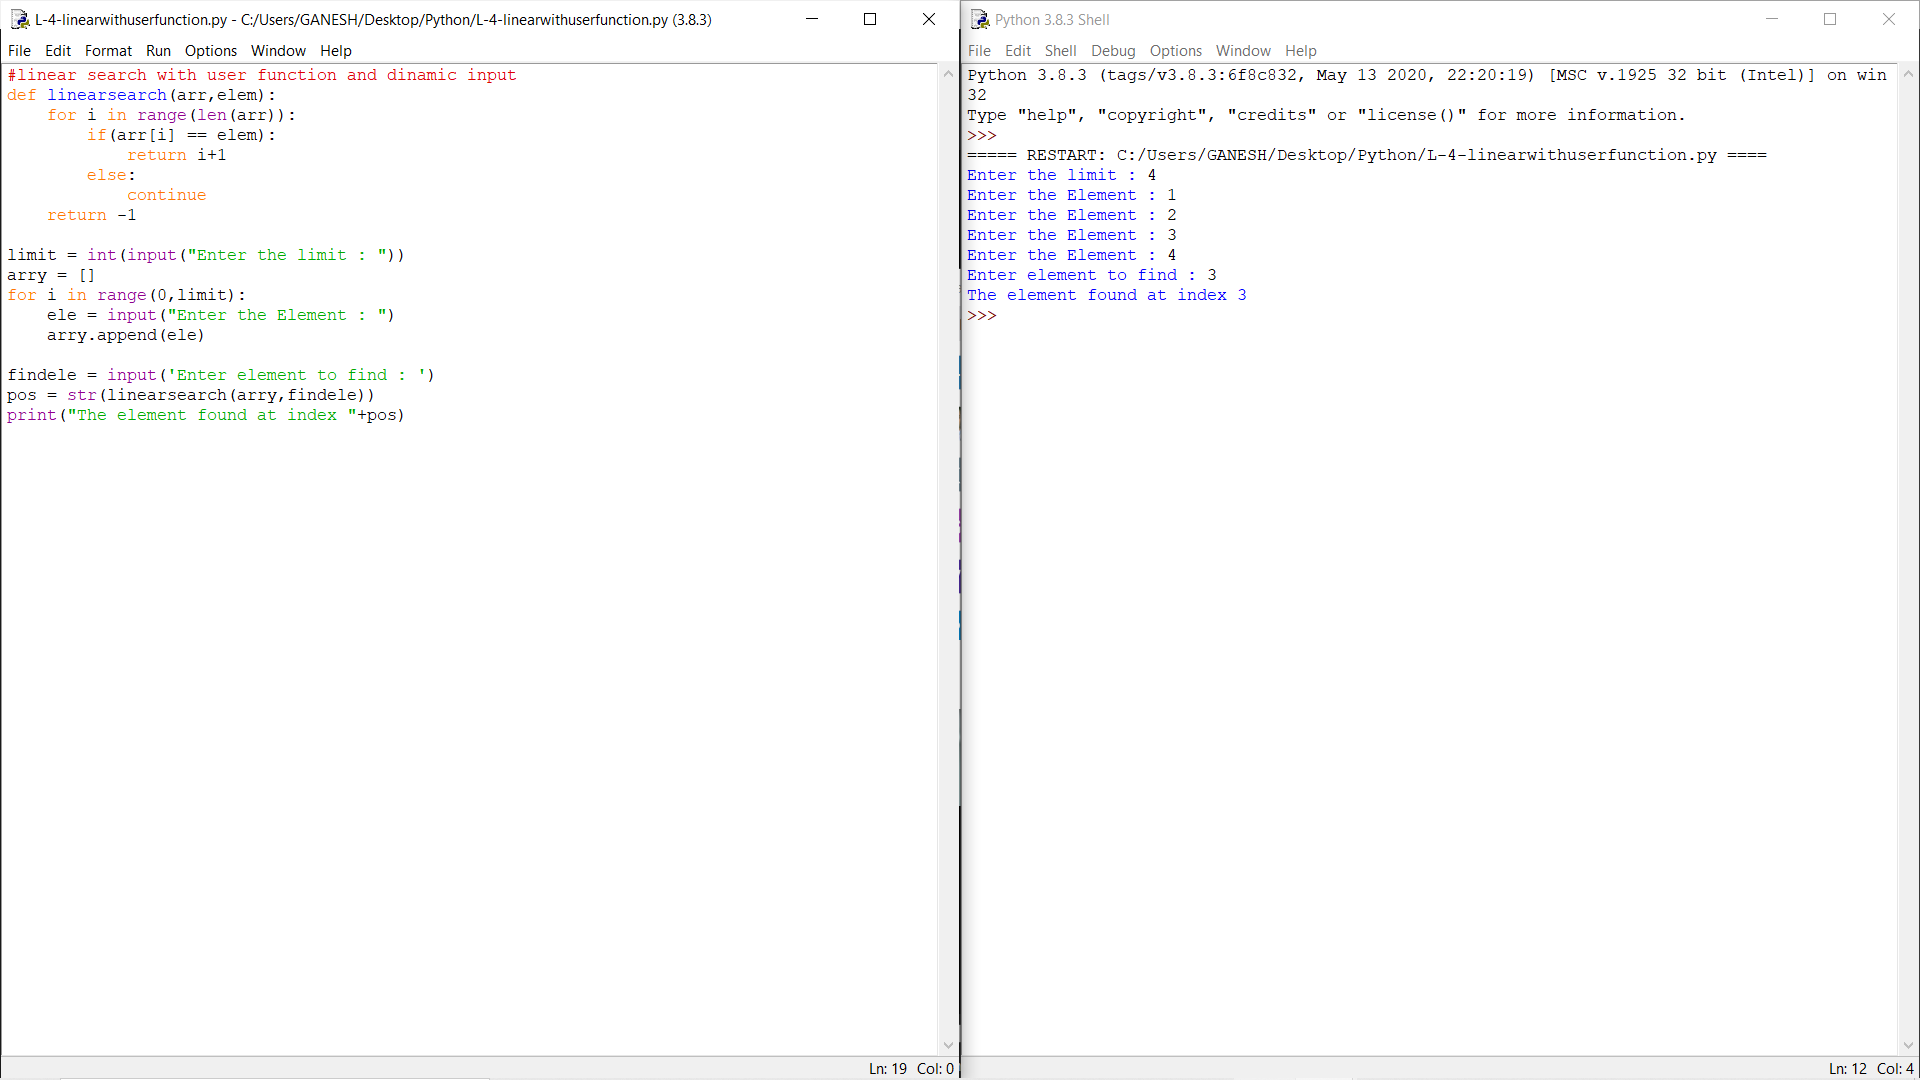 L-4-linearwithuserfunction.py - C:/Users/GANESH/Desktop/Python/L-4-linearwithuserfunction.py (3.8.3)
File Edit Format Run Options Window Help
#linear search with user function and dinamic input
def linearsearch(arr,elem):
    for i in range(len(arr)):
        if(arr[i] == elem):
            return i+1
        else:
            continue
    return -1
limit = int(input("Enter the limit : "))
arry = []
for i in range(0,limit):
    ele = input("Enter the Element : ")
    arry.append(ele)
findele = input('Enter element to find : ')
pos = str(linearsearch(arry,findele))
print("The element found at index "+pos)
Ln: 19 Col: 0
Python 3.8.3 Shell
File Edit Shell Debug Options Window Help
Python 3.8.3 (tags/v3.8.3:6f8c832, May 13 2020, 22:20:19) [MSC v.1925 32 bit (Intel)] on win
32
Type "help", "copyright", "credits" or "license()" for more information.
>>>
===== RESTART: C:/Users/GANESH/Desktop/Python/L-4-linearwithuserfunction.py ====
Enter the limit : 4
Enter the Element : 1
Enter the Element : 2
Enter the Element : 3
Enter the Element : 4
Enter element to find : 3
The element found at index 3
>>>
Ln: 12 Col: 4